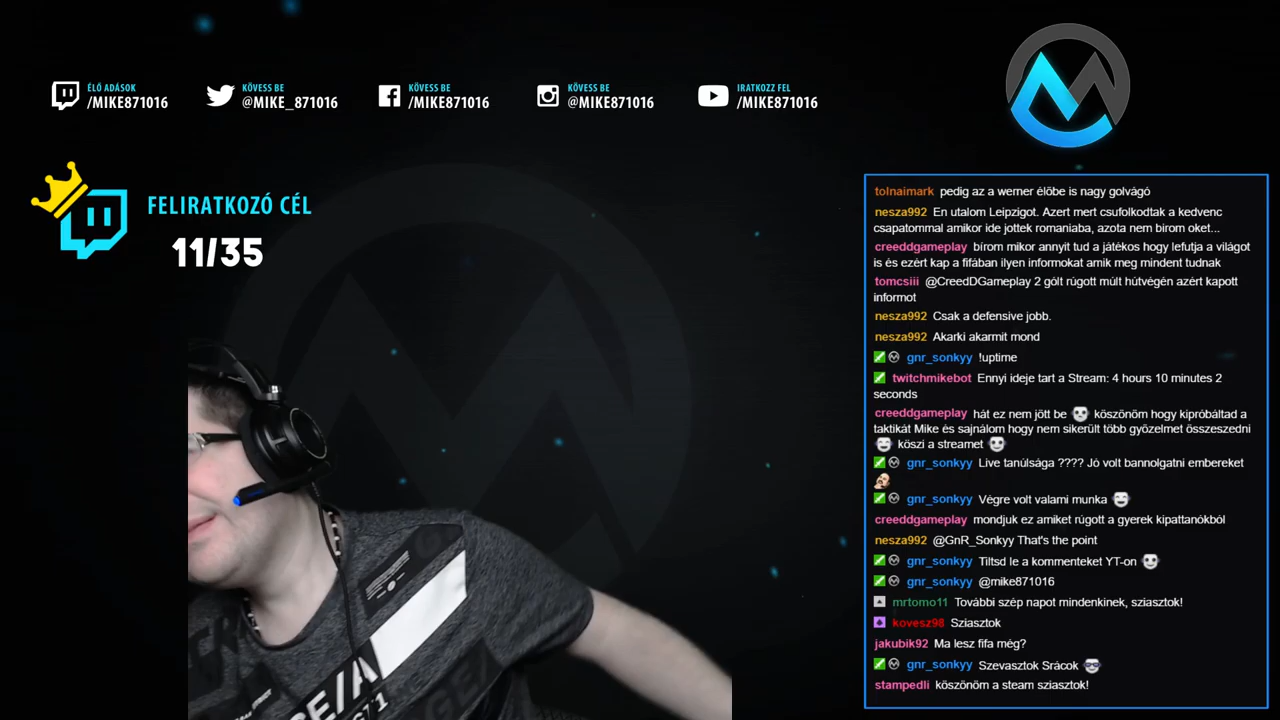 ÉLŐ ADÁSOK
/MIKE871016
KÖVESS BE
@MIKE_871016
KÖVESS BE
/MIKE871016
KÖVESS BE
@MIKE871016
IRATKOZZ FEL
/MIKE871016
FELIRATKOZÓ CÉL
11/35
tolnaimark pedig az a werner élőbe is nagy golvágó
nesza992 En utalom Leipzigot. Azert mert csufolkodtak a kedvenc
csapatommal amikor ide jottek romaniaba, azota nem birom oket...
creeddgameplay bírom mikor annyit tud a játékos hogy lefutja a világot
is és ezért kap a fifában ilyen informokat amik meg mindent tudnak
tomcsiii @CreedDGameplay 2 gólt rúgott múlt hútvégén azért kapott
informot
nesza992 Csak a defensive jobb.
nesza992 Akarki akarmit mond
gnr_sonkyy !uptime
twitchmikebot Ennyi ideje tart a Stream: 4 hours 10 minutes 2
seconds
creeddgameplay hát ez nem jött be köszönöm hogy kipróbáltad a
taktikát Mike és sajnálom hogy nem sikerült több győzelmet összeszedni
köszi a streamet
gnr_sonkyy Live tanúlsága ???? Jó volt bannolgatni embereket
gnr_sonkyy Végre volt valami munka
creeddgameplay mondjuk ez amiket rúgott a gyerek kipattanókból
nesza992 @GnR_Sonkyy That's the point
gnr_sonkyy Tiltsd le a kommenteket YT-on
gnr_sonkyy @mike871016
mrtomo11 További szép napot mindenkinek, sziasztok!
kovesz98 Sziasztok
jakubik92 Ma lesz fifa még?
gnr_sonkyy Szevasztok Srácok
stampedli köszönöm a steam sziasztok!